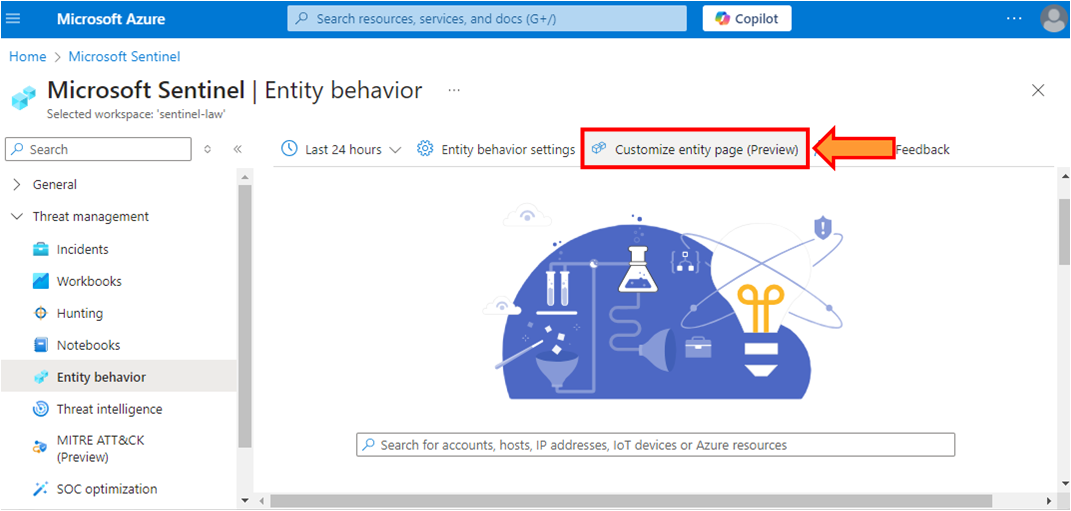 Microsoft Azure
Search resources, services, and docs (G+/)
Copilot
...
Home > Microsoft Sentinel
Microsoft Sentinel | Entity behavior ...
Selected workspace: 'sentinel-law'
Search
Last 24 hours
Entity behavior settings
Customize entity page (Preview)
Feedback
General
Threat management
Incidents
Workbooks
Hunting
Notebooks
Entity behavior
Threat intelligence
MITRE ATT&CK
(Preview)
SOC optimization
Search for accounts, hosts, IP addresses, IoT devices or Azure resources